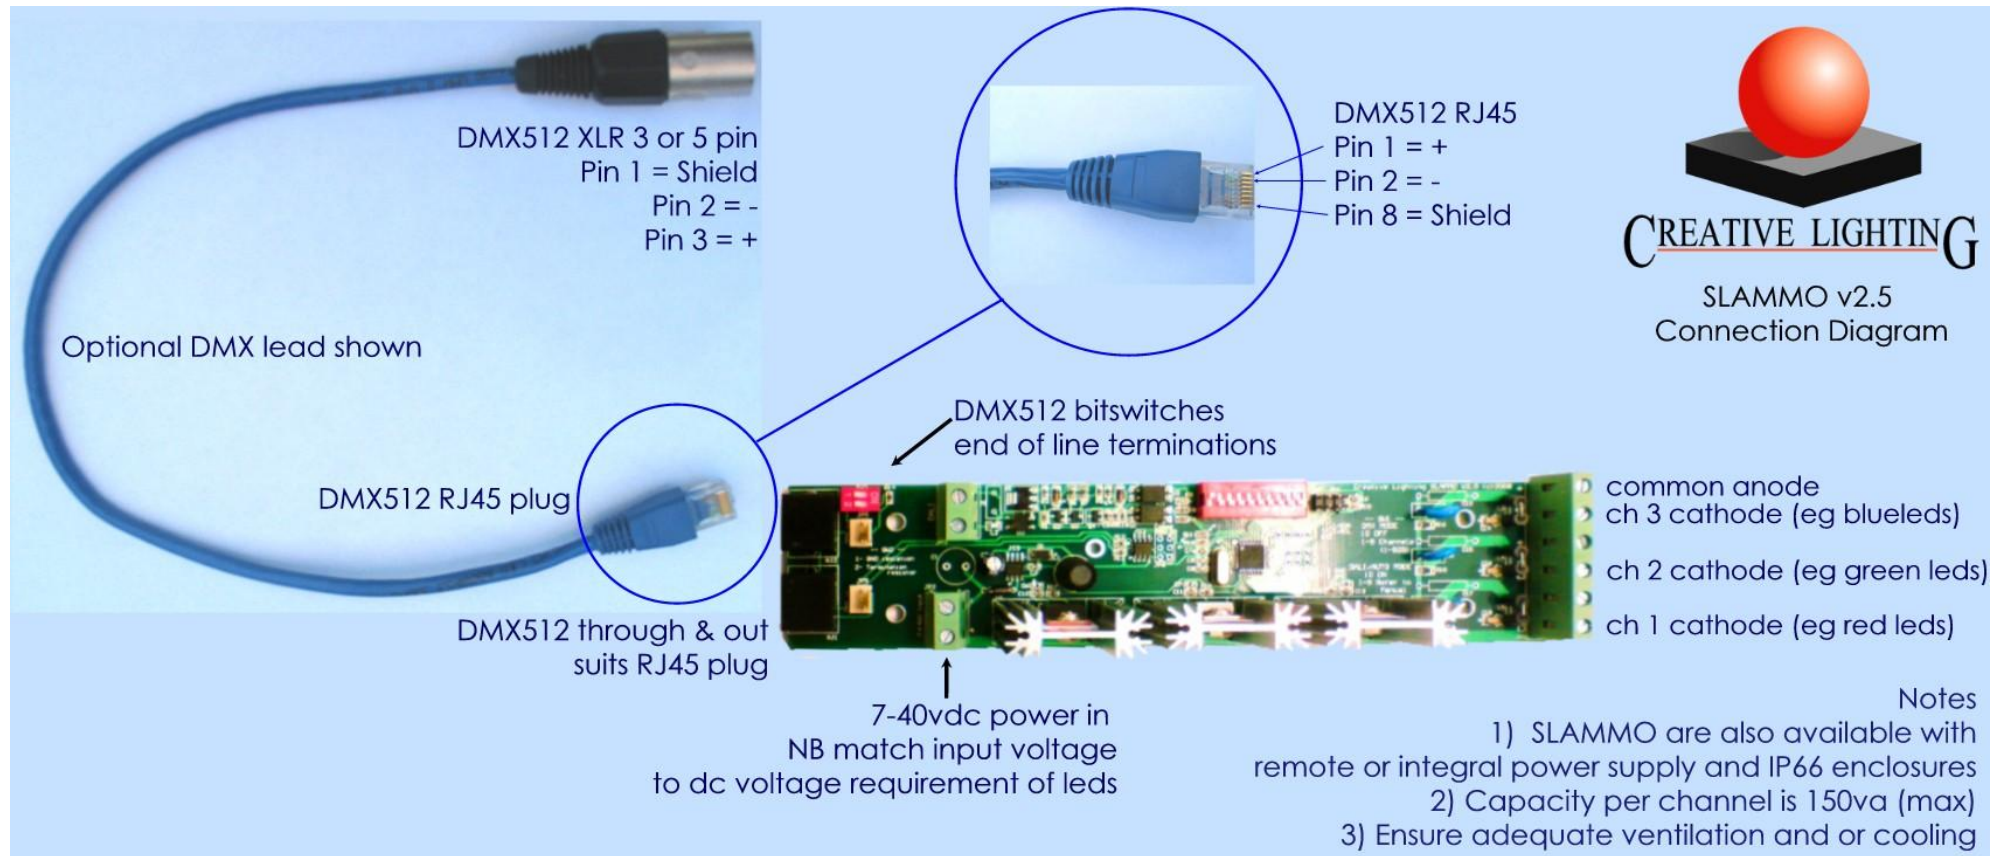 DMX512 XLR 3 or 5 pin
Pin 1 = Shield
Pin 2 = -
Pin 3 = +
DMX512 RJ45
Pin 1 = +
Pin 2 = -
Pin 8 = Shield
CREATIVE LIGHTING
SLAMMO v2.5
Connection Diagram
Optional DMX lead shown
DMX512 bitswitches
end of line terminations
DMX512 RJ45 plug
common anode
ch 3 cathode (eg blueleds)
ch 2 cathode (eg green leds)
ch 1 cathode (eg red leds)
DMX512 through & out
suits RJ45 plug
7-40vdc power in
NB match input voltage
to dc voltage requirement of leds
Notes
1) SLAMMO are also available with
remote or integral power supply and IP66 enclosures
2) Capacity per channel is 150va (max)
3) Ensure adequate ventilation and or cooling